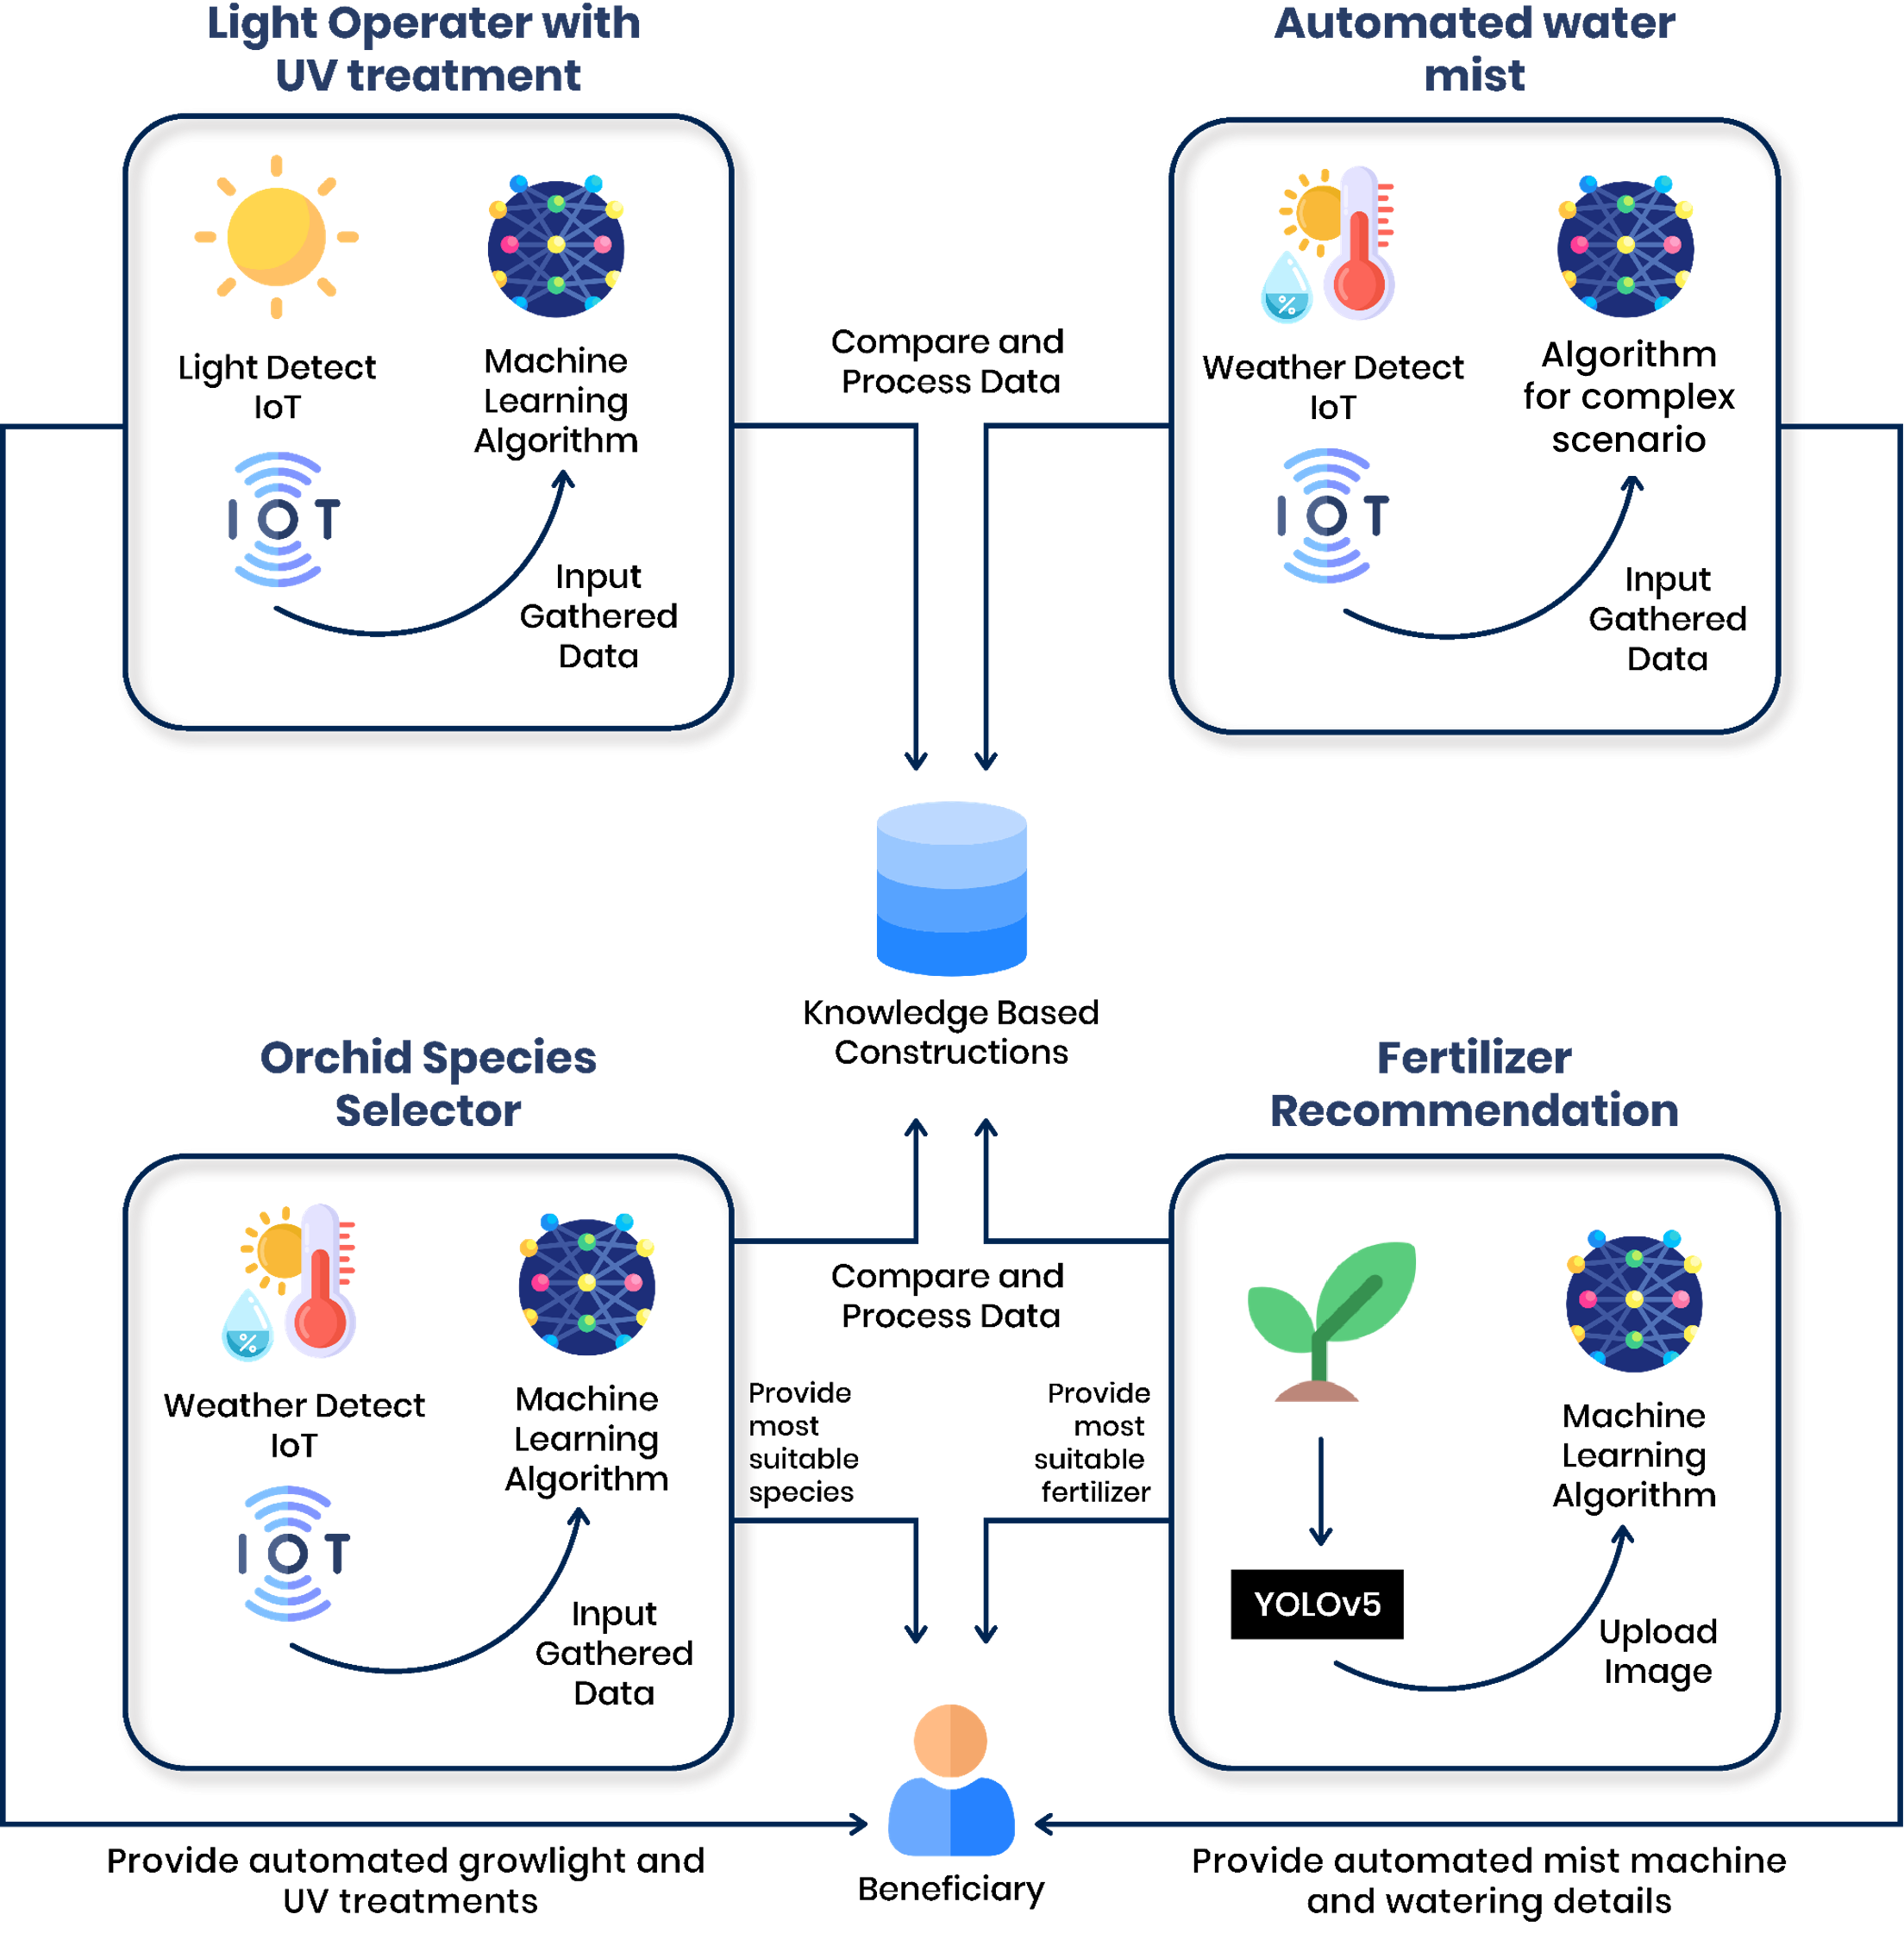 Light Operater with
UV treatment
Automated water
mist
Light Detect
IoT
Machine
Learning
Algorithm
IOT
Input
Gathered
Data
Compare and
Process Data
%
Weather Detect
IoT
Algorithm
for complex
scenario
IOT
Input
Gathered
Data
Knowledge Based
Constructions
Orchid Species
Selector
Fertilizer
Recommendation
%
Weather Detect
IoT
Machine
Learning
Algorithm
IOT
Input
Gathered
Data
Compare and
Process Data
Provide
most
suitable
species
Provide
most
suitable
fertilizer
Machine
Learning
Algorithm
YOLOv5
Upload
Image
Provide automated growlight and
UV treatments
Beneficiary
Provide automated mist machine
and watering details